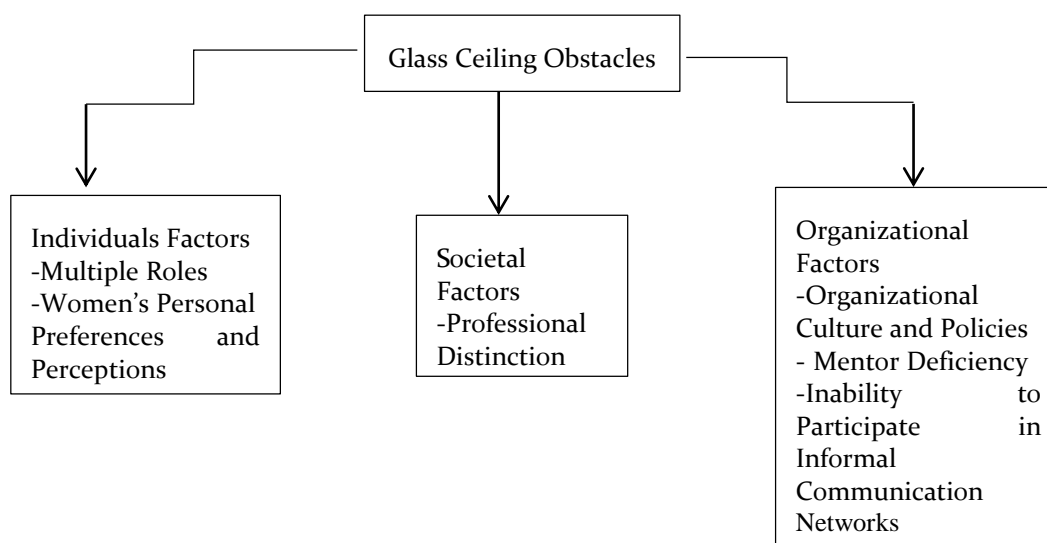 Glass Ceiling Obstacles
Individuals Factors
-Multiple Roles
-Women’s Personal
Preferences and
Perceptions
Societal
Factors
-Professional
Distinction
Organizational
Factors
-Organizational
Culture and Policies
- Mentor Deficiency
-Inability to
Participate in
Informal
Communication
Networks